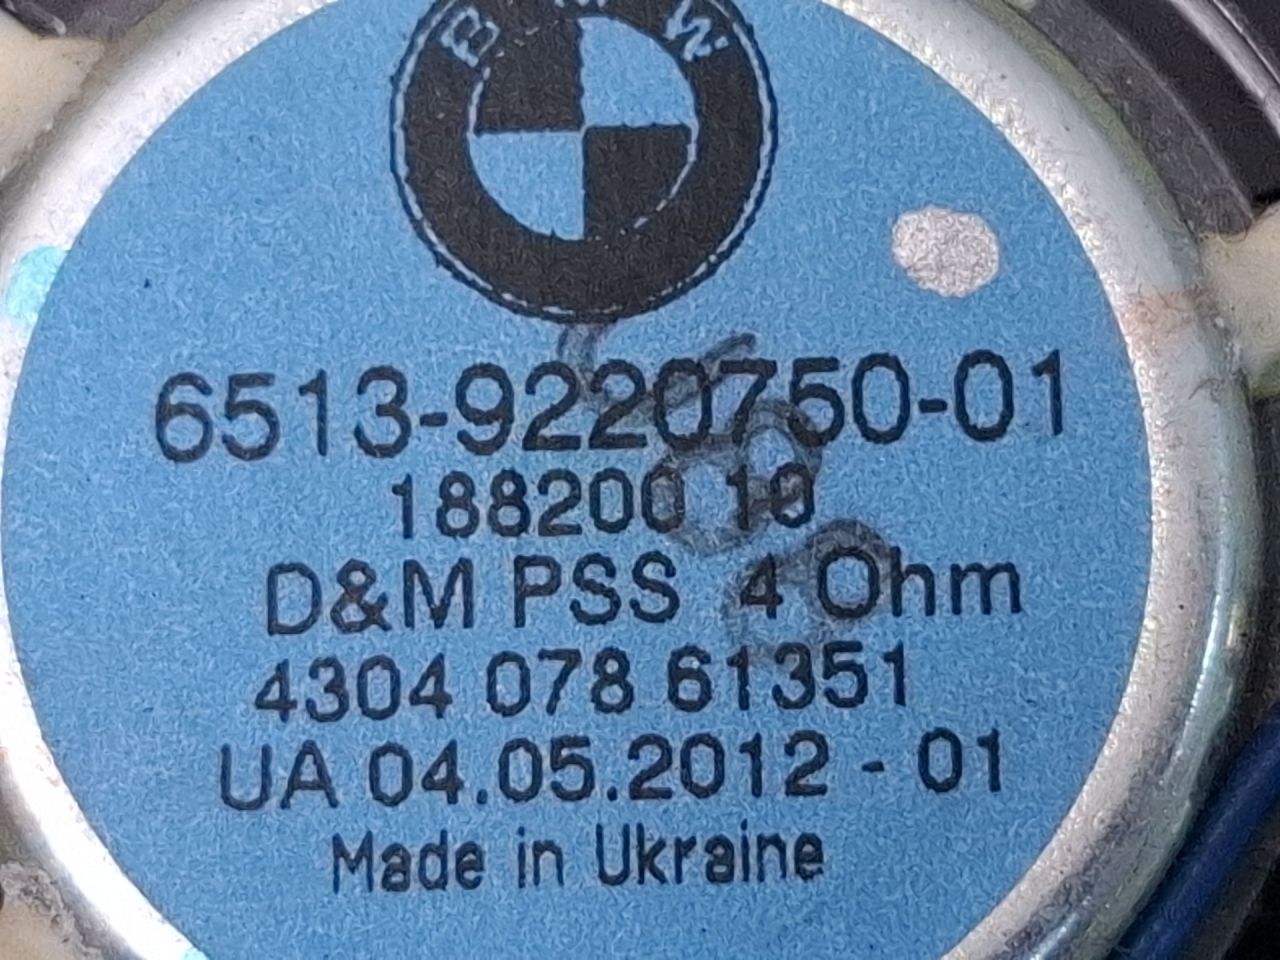 BMW
6513-9220750-01
188200 10
D&M PSS 4 Ohm
4304 078 61351
UA 04.05.2012 - 01
Made in Ukraine